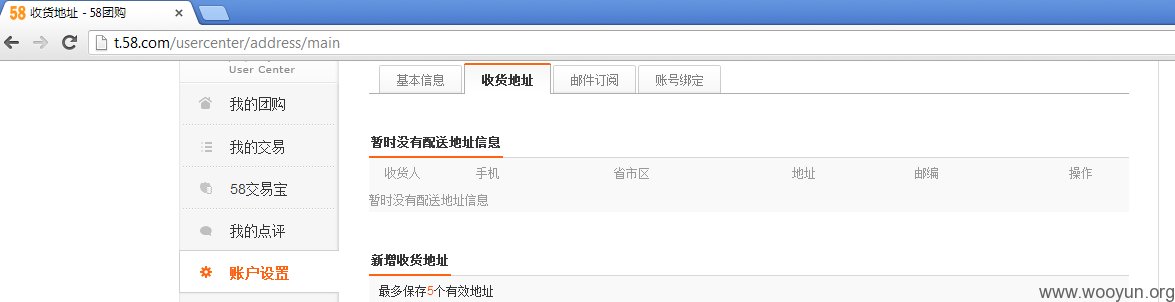 58 收货地址 - 58团购
t.58.com/usercenter/address/main
User Center
我的团购
我的交易
58交易宝
我的点评
账户设置
基本信息 收货地址 邮件订阅 账号绑定
暂时没有配送地址信息
收货人 手机 省市区 地址 邮编 操作
暂时没有配送地址信息
新增收货地址
最多保存5个有效地址
www.wooyun.org